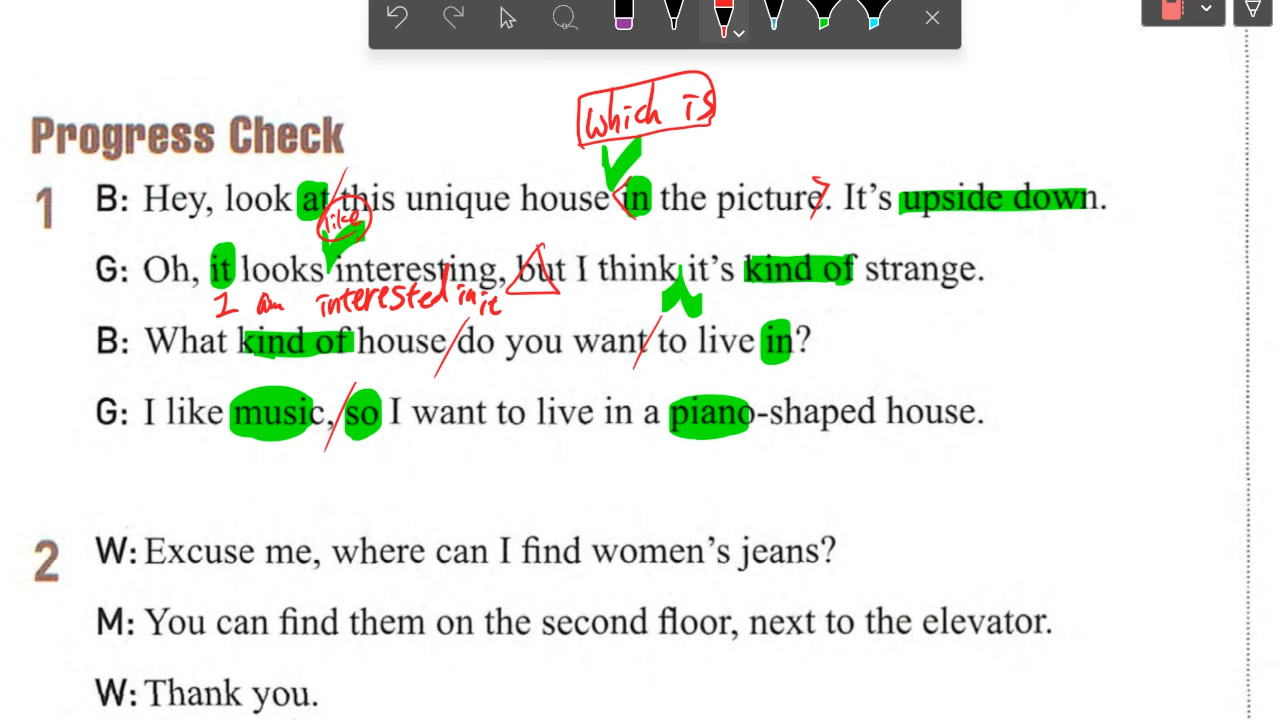 which is
Progress Check
1 B: Hey, look at this unique house in the picture. It's upside down.
like
G: Oh, it looks interesting, but I think it's kind of strange.
I am interested in it
B: What kind of house do you want to live in?
G: I like music, so I want to live in a piano-shaped house.
2 W: Excuse me, where can I find women's jeans?
M: You can find them on the second floor, next to the elevator.
W: Thank you.